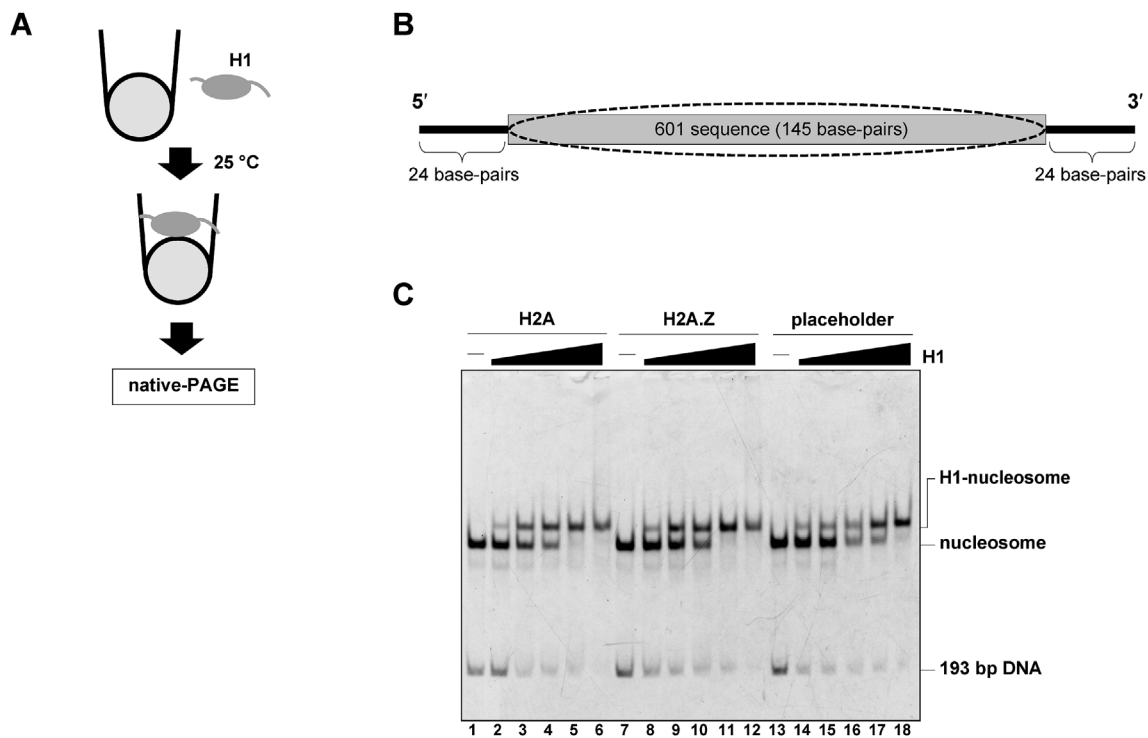 A
H1
25 °C
native-PAGE
B
5′
3′
601 sequence (145 base-pairs)
24 base-pairs
24 base-pairs
C
H2A
H2A.Z
placeholder
—
—
—
H1
H1-nucleosome
nucleosome
193 bp DNA
1 2 3 4 5 6 7 8 9 10 11 12 13 14 15 16 17 18